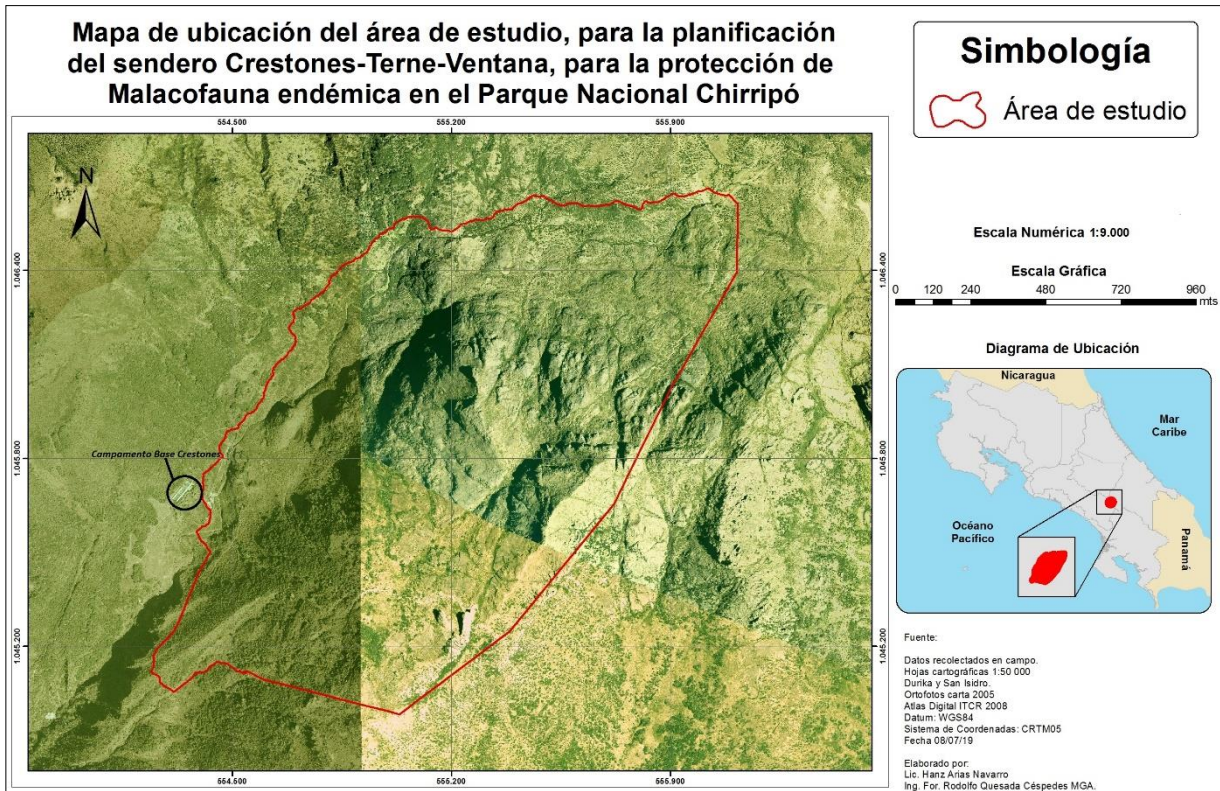 Mapa de ubicación del área de estudio, para la planificación
del sendero Crestones-Terne-Ventana, para la protección de
Malacofauna endémica en el Parque Nacional Chirripó
Simbología
Área de estudio
554.500
555.200
555.900
N
1.046.400
1.046.400
Campamento Base Crestones
1.045.800
1.045.800
1.045.200
1.045.200
554.500
555.200
555.900
Escala Numérica 1:9.000
Escala Gráfica
0 120 240 480 720 960
mts
Diagrama de Ubicación
Nicaragua
Mar
Caribe
Océano
Pacífico
Panamá
Fuente:
Datos recolectados en campo.
Hojas cartográficas 1:50 000
Durika y San Isidro.
Ortofotos carta 2005
Atlas Digital ITCR 2008
Datum: WGS84
Sistema de Coordenadas: CRTM05
Fecha 08/07/19
Elaborado por:
Lic. Hanz Arias Navarro
Ing. For. Rodolfo Quesada Céspedes MGA.